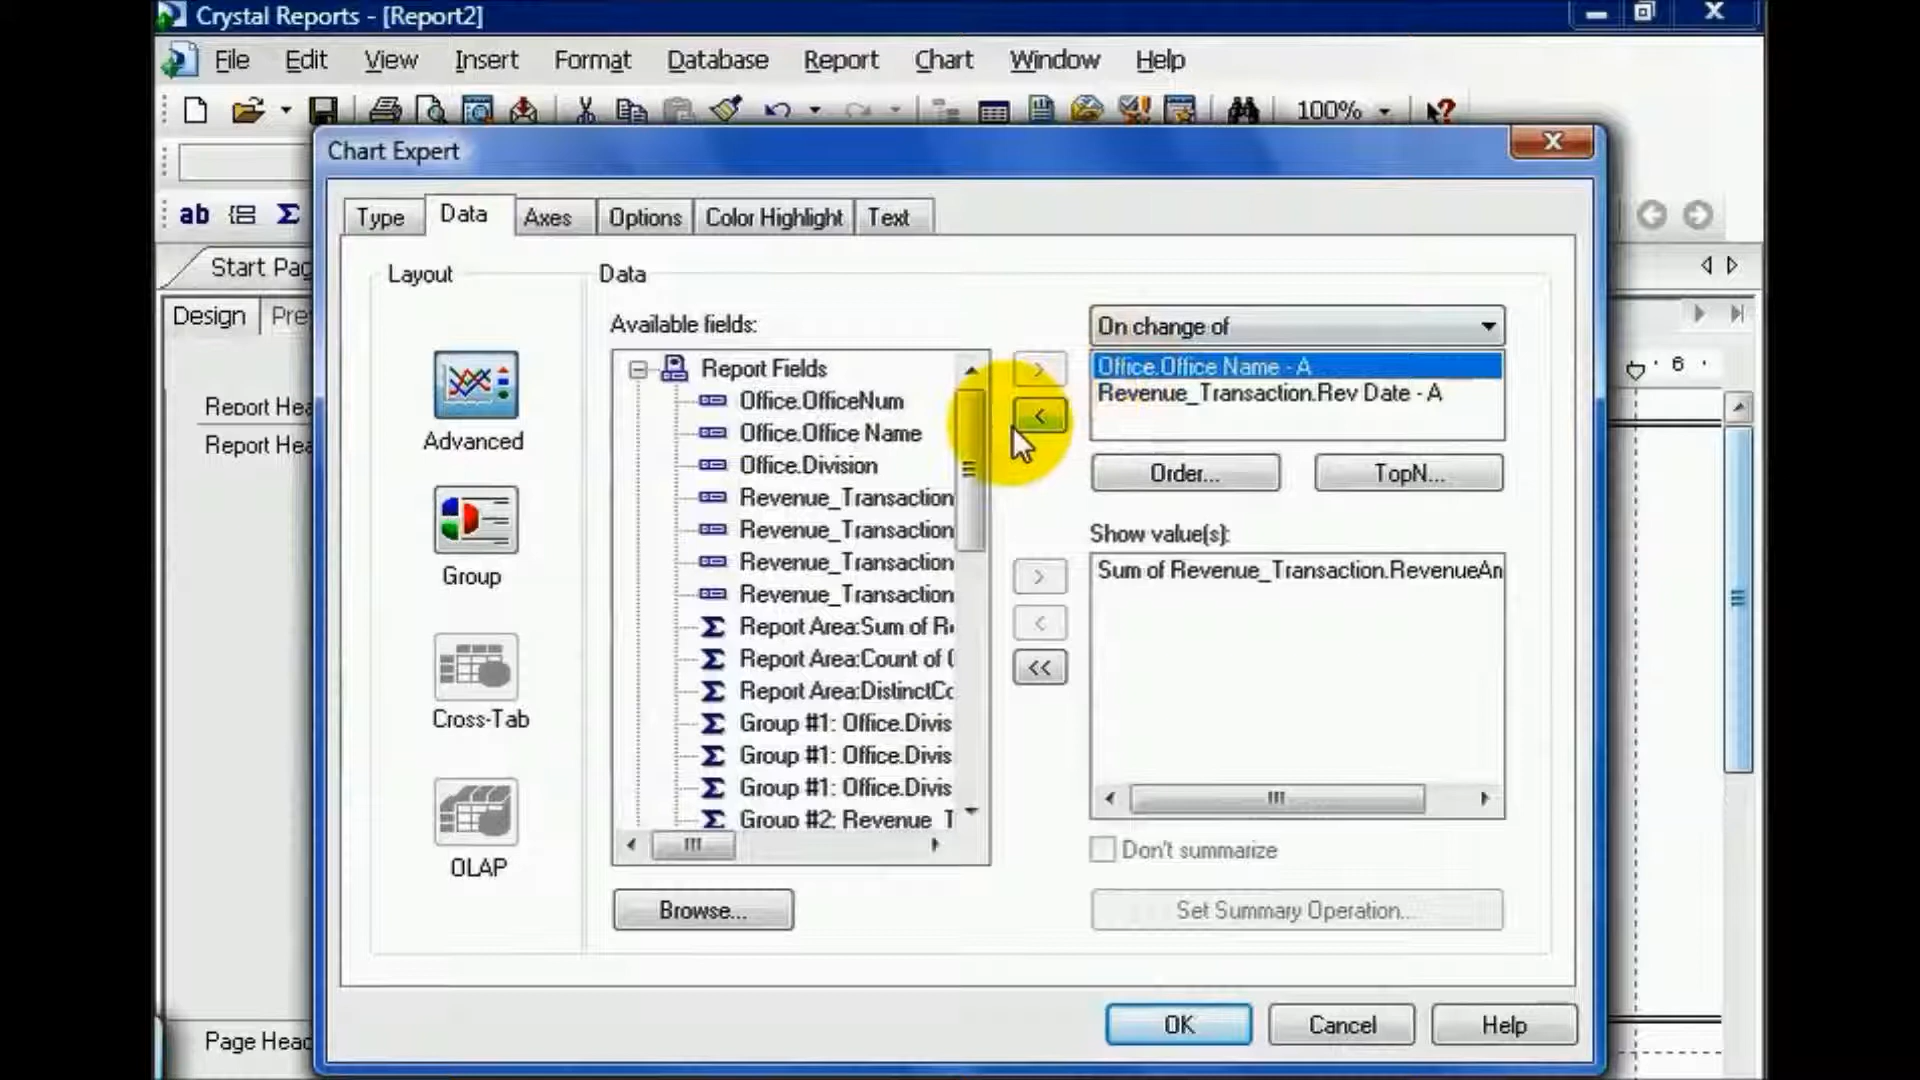 Crystal Reports - [Report2]
File Edit View Insert Format Database Report Chart Window Help
100%
Chart Expert
ab Σ
Type Data Axes Options Color Highlight Text
Start Pag
Layout Data
Design Pre
Available fields:
On change of
6
Report Fields
Office.Office Name - A
Office.OfficeNum
Revenue_Transaction.Rev Date - A
Report Hea
Office.Office Name
Advanced
Report Hea
Office.Division
Order... TopN...
Revenue_Transaction
Revenue_Transaction
Show value(s):
Revenue_Transaction
Sum of Revenue_Transaction.RevenueAn
Group
Revenue_Transaction
Report Area:Sum of R
Report Area:Count of
Report Area:DistinctCo
Cross-Tab
Group #1: Office.Divis
Group #1: Office.Divis
Group #1: Office.Divis
Group #2: Revenue_T
Don't summarize
OLAP
Browse...
Set Summary Operation...
Page Head
OK Cancel Help